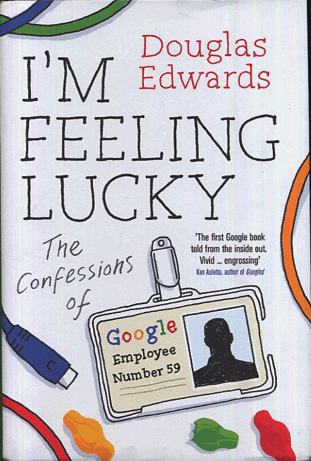 Douglas
Edwards
I'M
FEELING
LUCKY
The
Confessions
of
'The first Google book
told from the inside out.
Vivid ... engrossing'
Ken Auletta, author of Googled
Google
Employee
Number 59